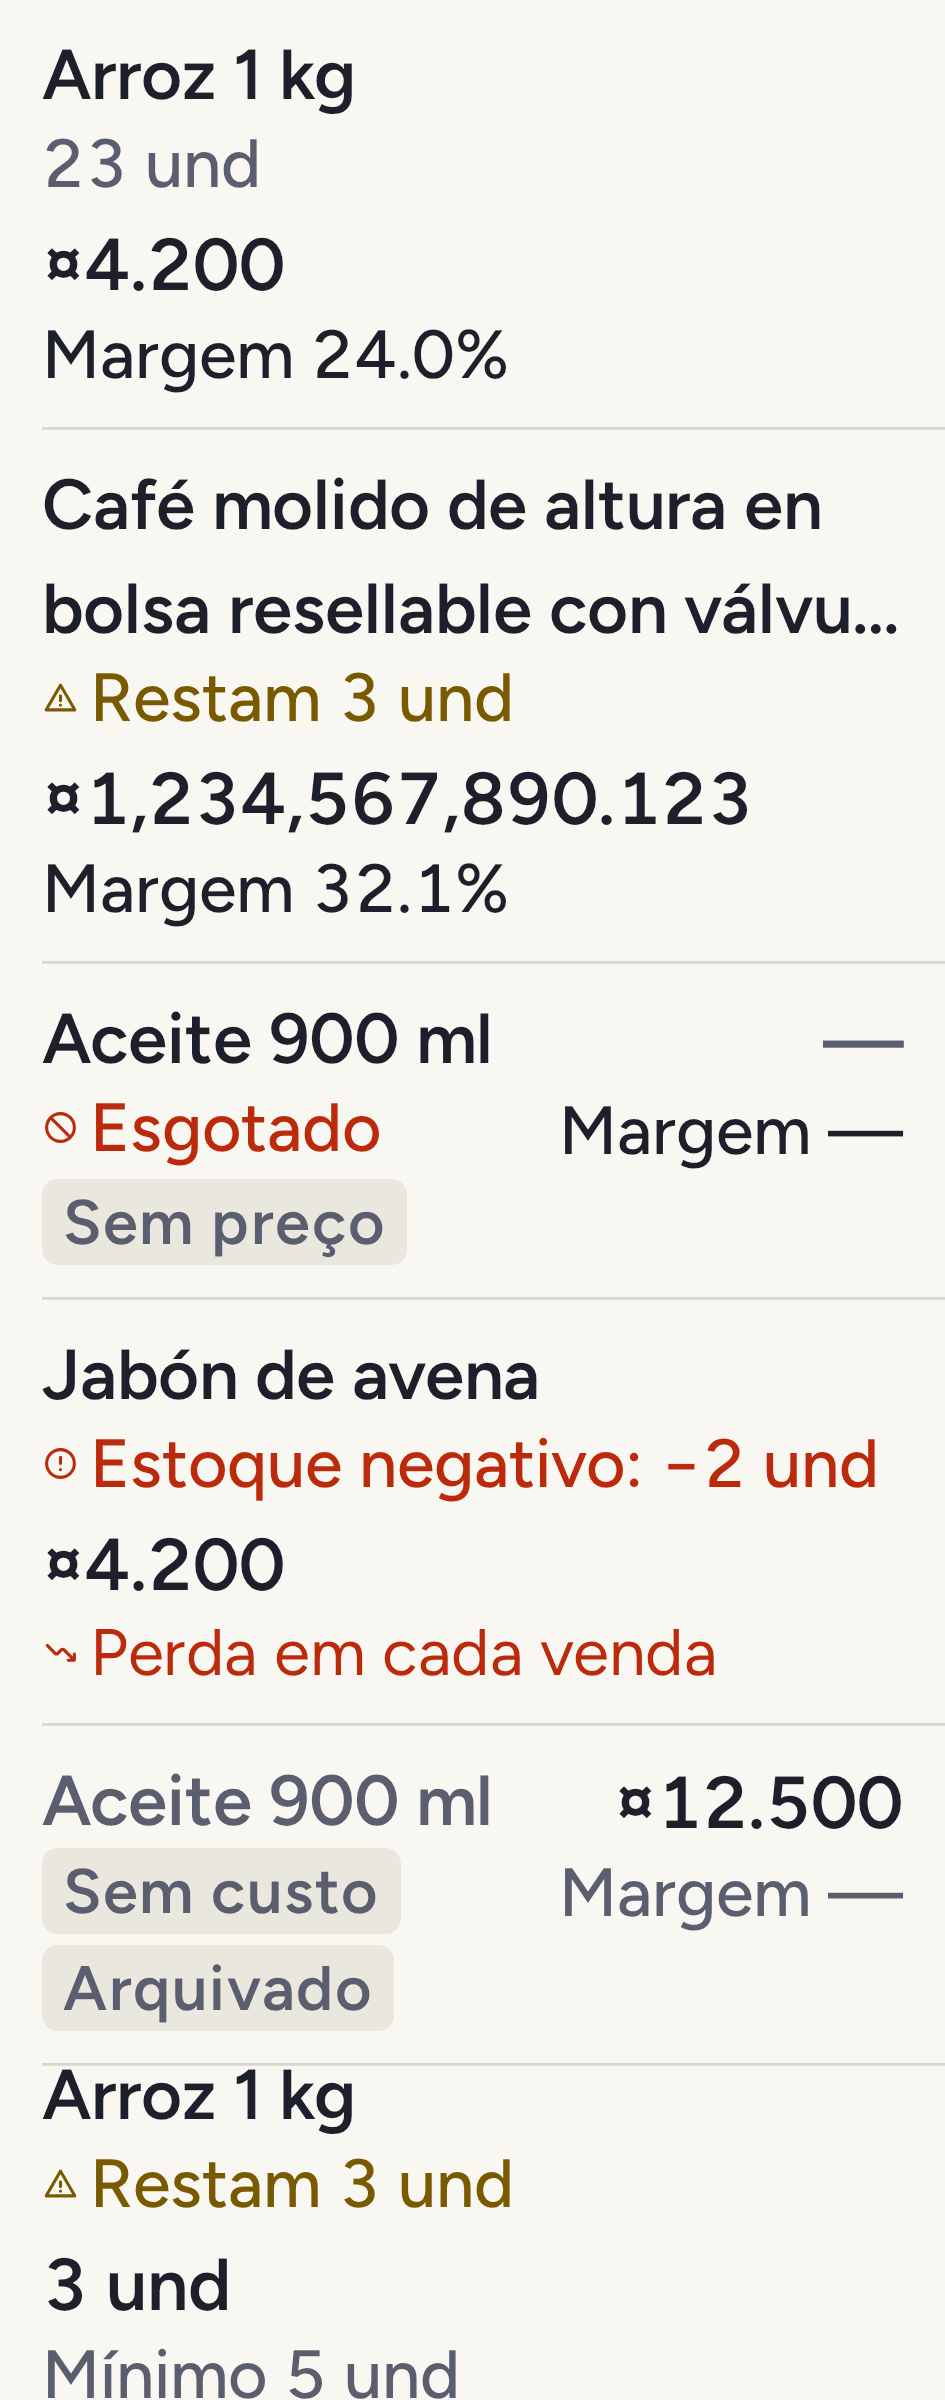 Arroz 1 kg
23 und
¤4.200
Margem 24.0%
Café molido de altura en
bolsa resellable con válvu...
Restam 3 und
¤1,234,567,890.123
Margem 32.1%
Aceite 900 ml —
Esgotado Margem —
Sem preço
Jabón de avena
Estoque negativo: −2 und
¤4.200
Perda em cada venda
Aceite 900 ml ¤12.500
Sem custo Margem —
Arquivado
Arroz 1 kg
Restam 3 und
3 und
Mínimo 5 und